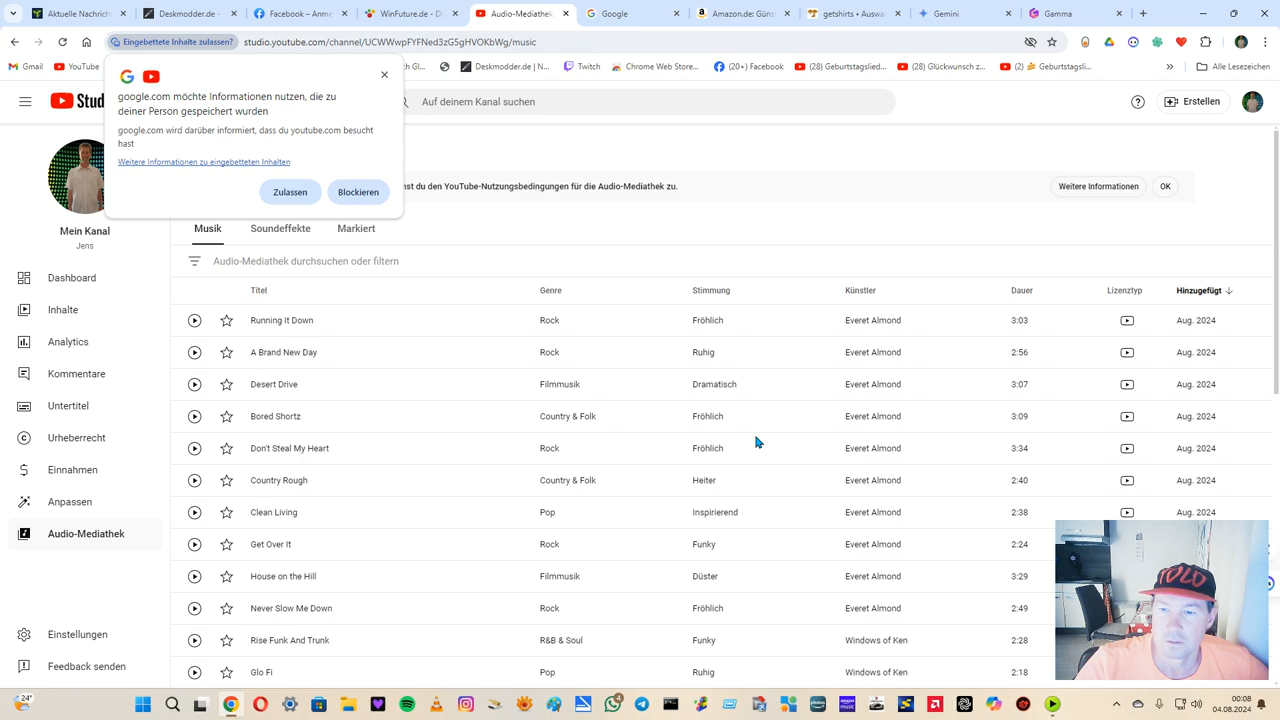 Facebook – Anme
WinFuture.de - D
Audio-Mediathek
Google
Amazon.de: Güns
getshirts • Auswa
Gemini
Gamma
Eingebettete Inhalte zulassen?
studio.youtube.com/channel/UCWWwpFYFNed3zG5gHVOKbWg/music
Gmail
YouTube
Deskmodder.de |...
Twitch
Chrome Web Store...
(20+) Facebook
(28) Geburtstagslie...
(28) Glückwunsch z...
(2) Geburtstagslied...
Alle Lesezeichen
Stud
Auf deinem Kanal suchen
Erstellen
google.com möchte Informationen nutzen, die zu
deiner Person gespeichert wurden
google.com wird darüber informiert, dass du youtube.com besucht
hast
Weitere Informationen zu eingebetteten Inhalten
Zulassen
Blockieren
nst du den YouTube-Nutzungsbedingungen für die Audio-Mediathek zu.
Weitere Informationen
OK
Mein Kanal
Jens
Dashboard
Inhalte
Analytics
Kommentare
Untertitel
Urheberrecht
Einnahmen
Anpassen
Audio-Mediathek
Einstellungen
Feedback senden
Musik
Soundeffekte
Markiert
Audio-Mediathek durchsuchen oder filtern
Titel Genre Stimmung Künstler Dauer Lizenztyp Hinzugefügt
Running It Down Rock Fröhlich Everet Almond 3:03 Aug. 2024
A Brand New Day Rock Ruhig Everet Almond 2:56 Aug. 2024
Desert Drive Filmmusik Dramatisch Everet Almond 3:07 Aug. 2024
Bored Shortz Country & Folk Fröhlich Everet Almond 3:09 Aug. 2024
Don't Steal My Heart Rock Fröhlich Everet Almond 3:34 Aug. 2024
Country Rough Country & Folk Heiter Everet Almond 2:40 Aug. 2024
Clean Living Pop Inspirierend Everet Almond 2:38 Aug. 2024
Get Over It Rock Funky Everet Almond 2:24
House on the Hill Filmmusik Düster Everet Almond 3:29
Never Slow Me Down Rock Fröhlich Everet Almond 2:49
Rise Funk And Trunk R&B & Soul Funky Windows of Ken 2:28
Glo Fi Pop Ruhig Windows of Ken 2:18
24°
4
00:08
04.08.2024